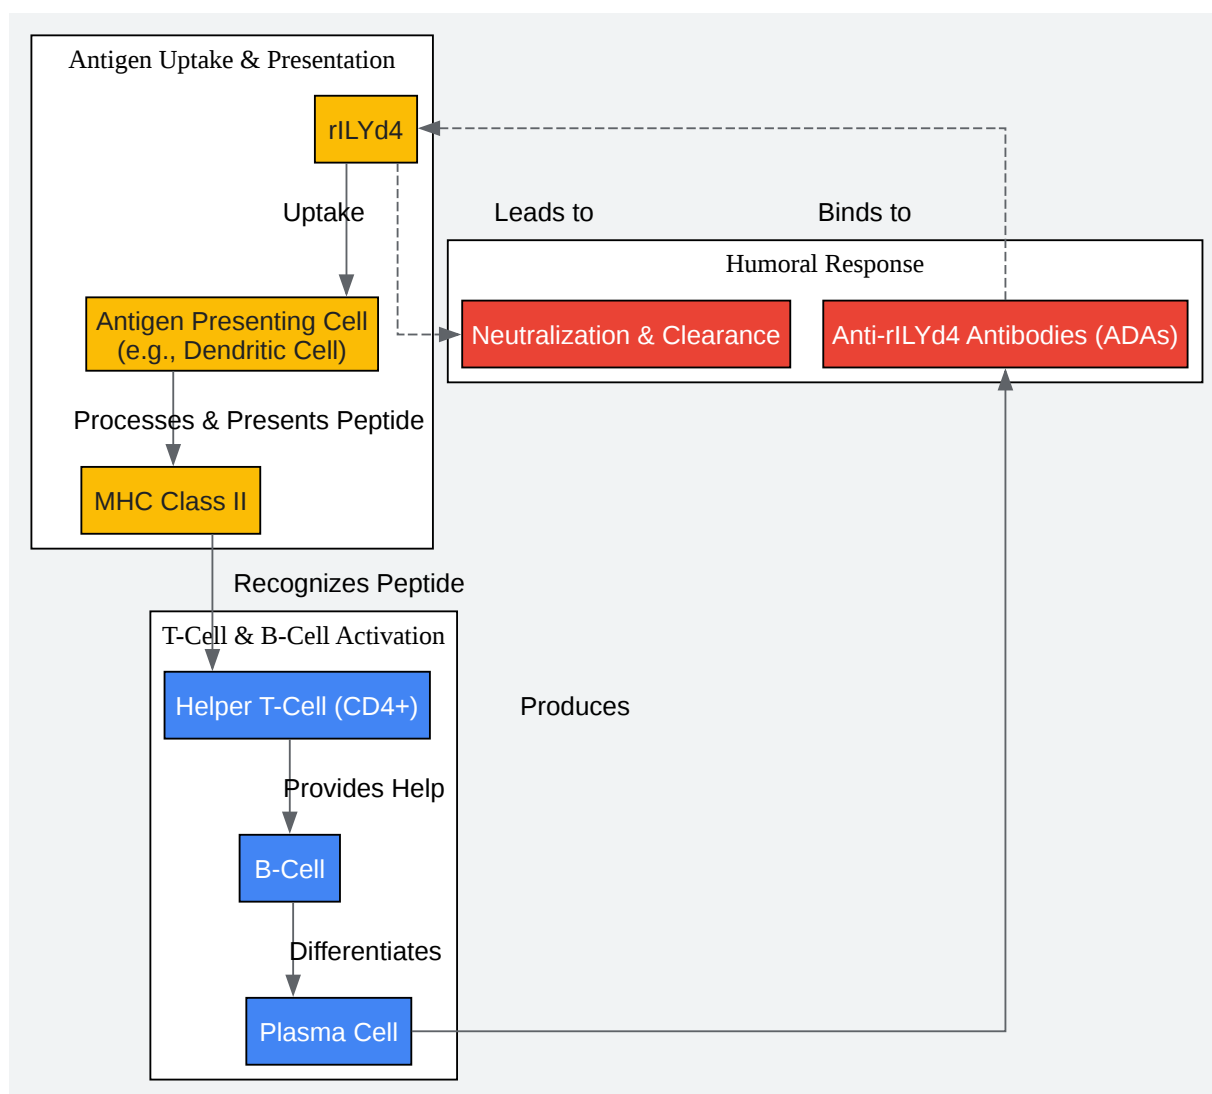 Antigen Uptake & Presentation
rILYd4
Uptake
Leads to
Binds to
Humoral Response
Antigen Presenting Cell
(e.g., Dendritic Cell)
Neutralization & Clearance
Anti-rILYd4 Antibodies (ADAs)
Processes & Presents Peptide
MHC Class II
Recognizes Peptide
T-Cell & B-Cell Activation
Helper T-Cell (CD4+)
Produces
Provides Help
B-Cell
Differentiates
Plasma Cell